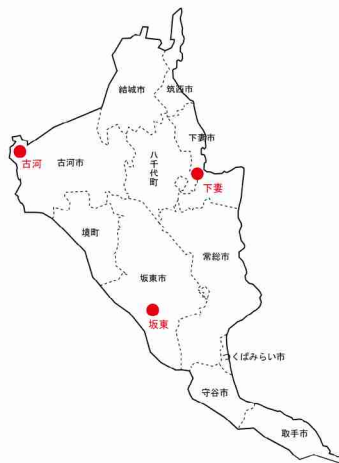 結城市
筑西市
下妻市
古河
古河市
八千代町
下妻
境町
常総市
坂東市
坂東
つくばみらい市
守谷市
取手市